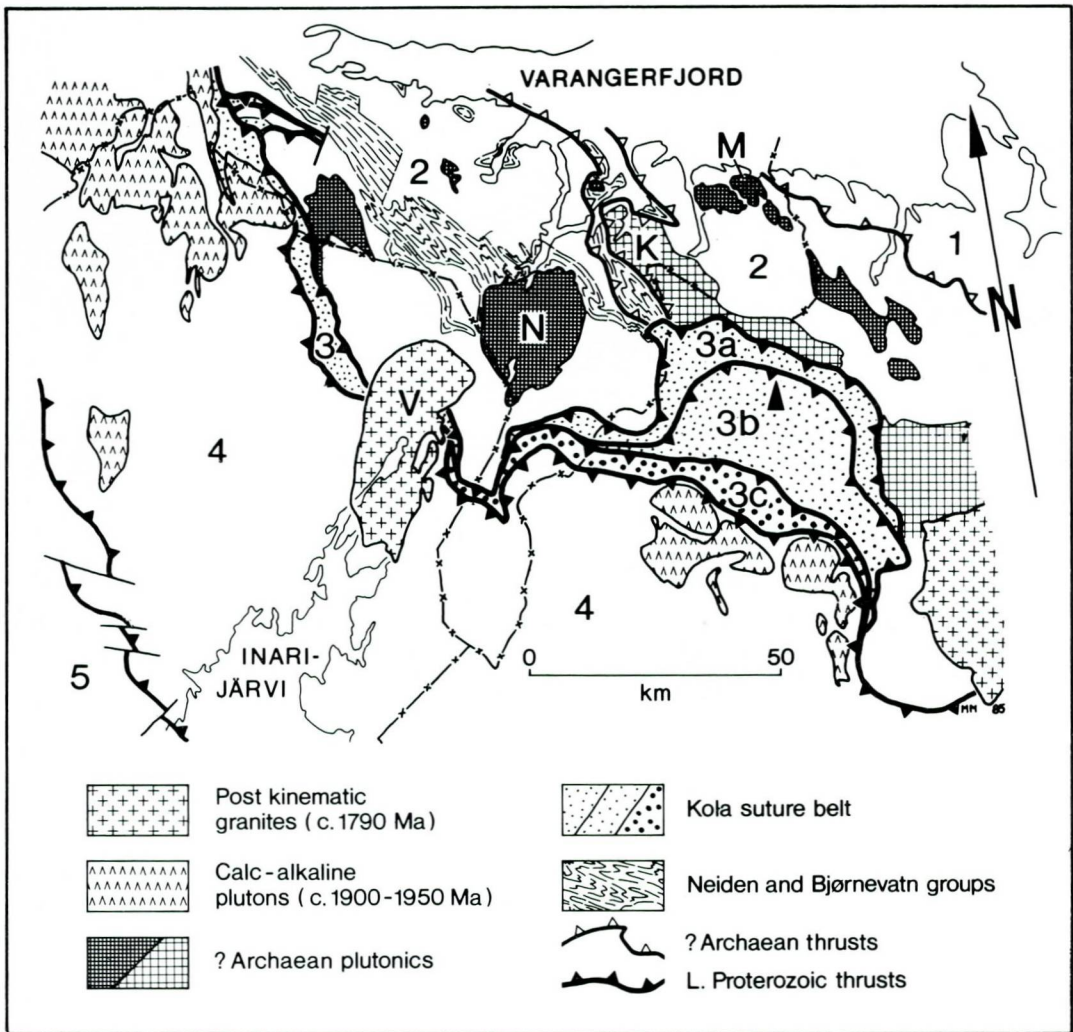 VARANGERFJORD
M
2
1
K
2
N
N
3
3a
V
3b
4
3c
4
INARI-
JÄRVI
5
0 50
km
MM 85
Post kinematic
granites (c. 1790 Ma)
Calc-alkaline
plutons (c. 1900-1950 Ma)
? Archaean plutonics
Kola suture belt
Neiden and Bjørnevatn groups
? Archaean thrusts
L. Proterozoic thrusts